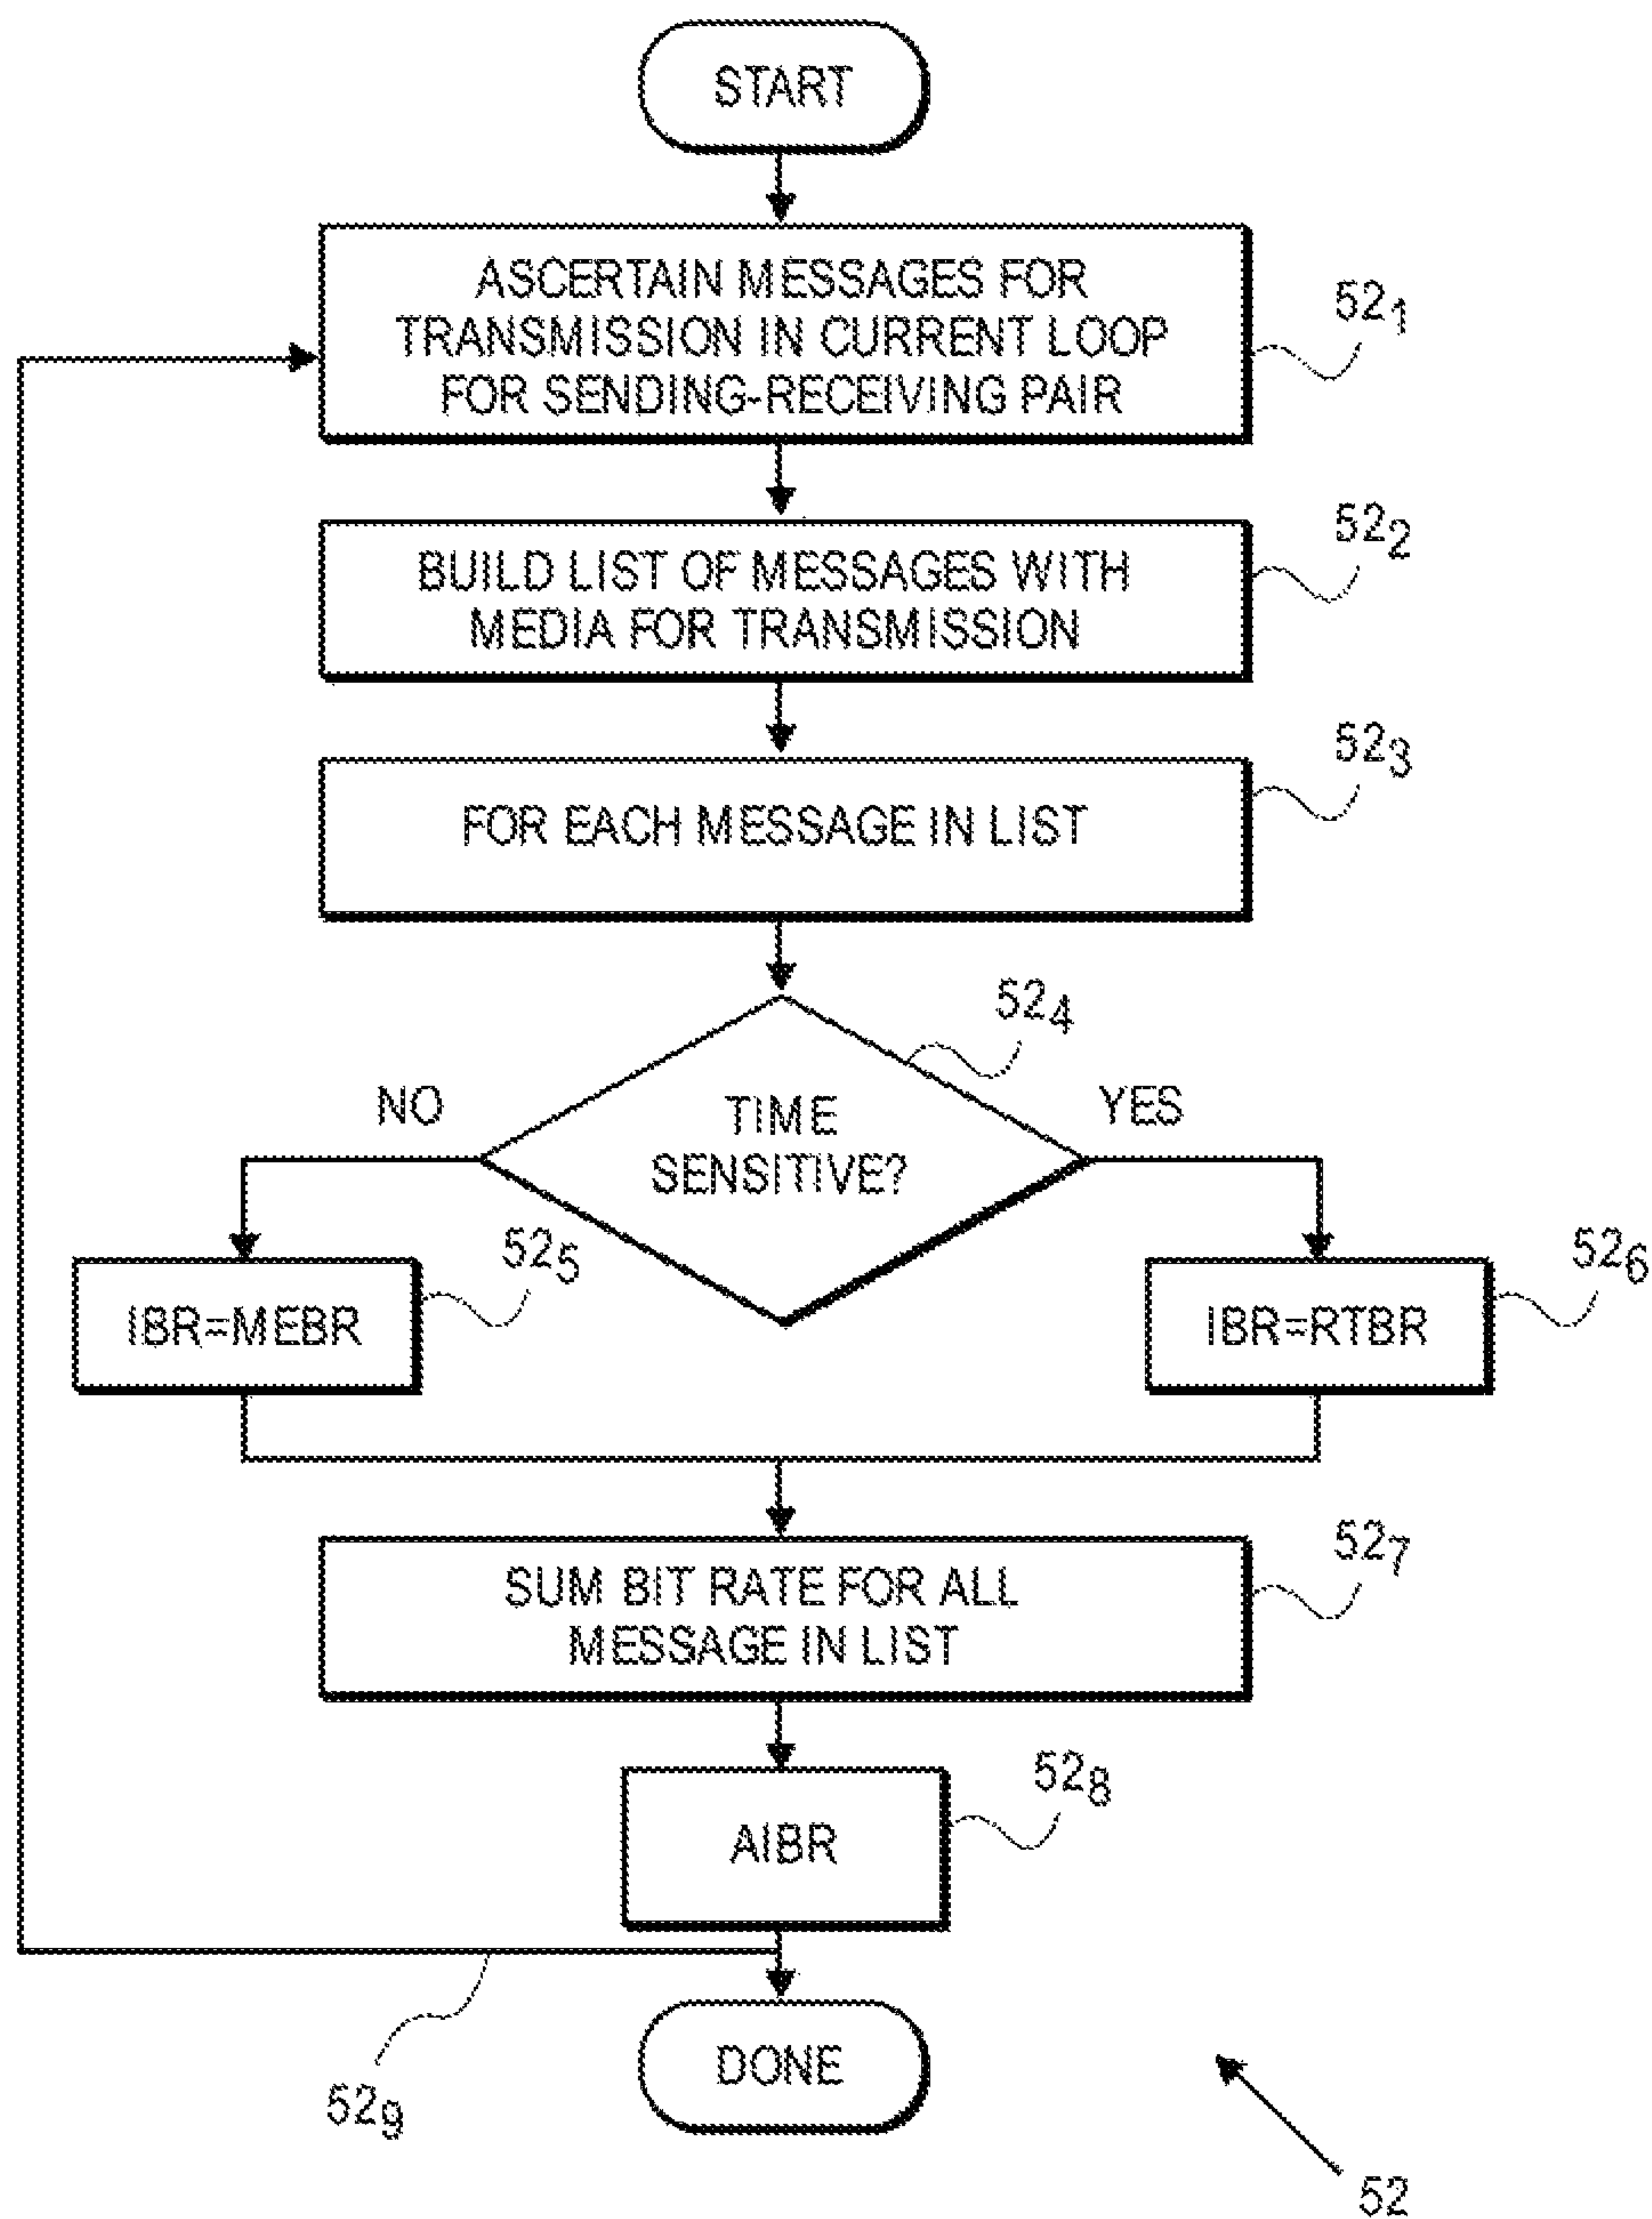 START
ASCERTAIN MESSAGES FOR
TRANSMISSION IN CURRENT LOOP
FOR SENDING-RECEIVING PAIR
52₁
BUILD LIST OF MESSAGES WITH
MEDIA FOR TRANSMISSION
52₂
FOR EACH MESSAGE IN LIST
52₃
52₄
NO
TIME
SENSITIVE?
YES
IBR=MEBR
52₅
IBR=RTBR
52₆
SUM BIT RATE FOR ALL
MESSAGE IN LIST
52₇
AIBR
52₈
DONE
52₉
52